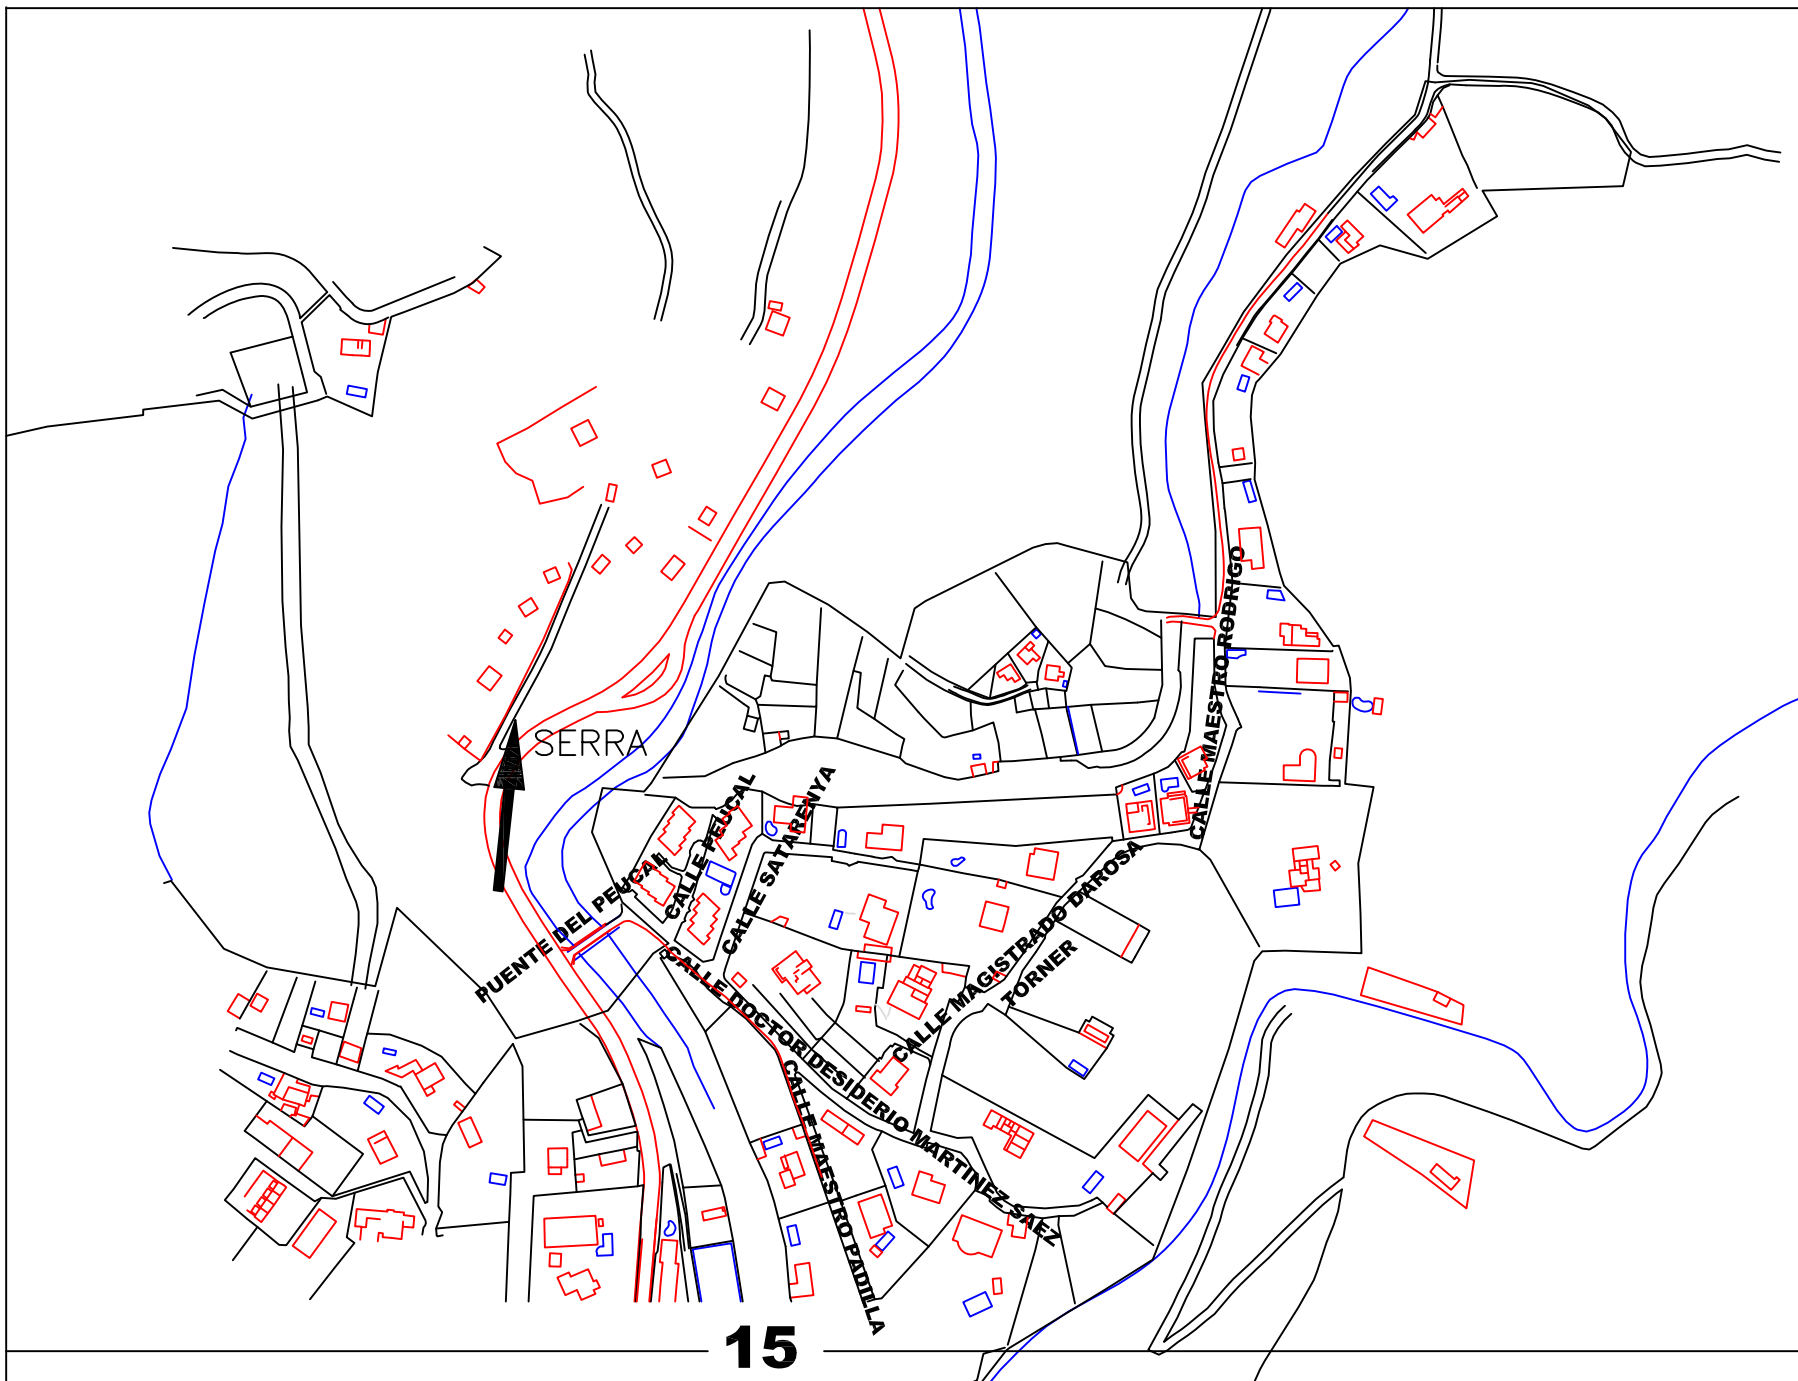 CALLE MAESTRO RODRIGO
SERRA
CALLE PEUCAL
CALLE SATARENYA
PUENTE DEL PEUCAL
CALLE MAGISTRADO DAROSA
TORNER
CALLE DOCTOR DESIDERIO MARTINEZ SAEZ
CALLE MAESTRO PADILLA
15